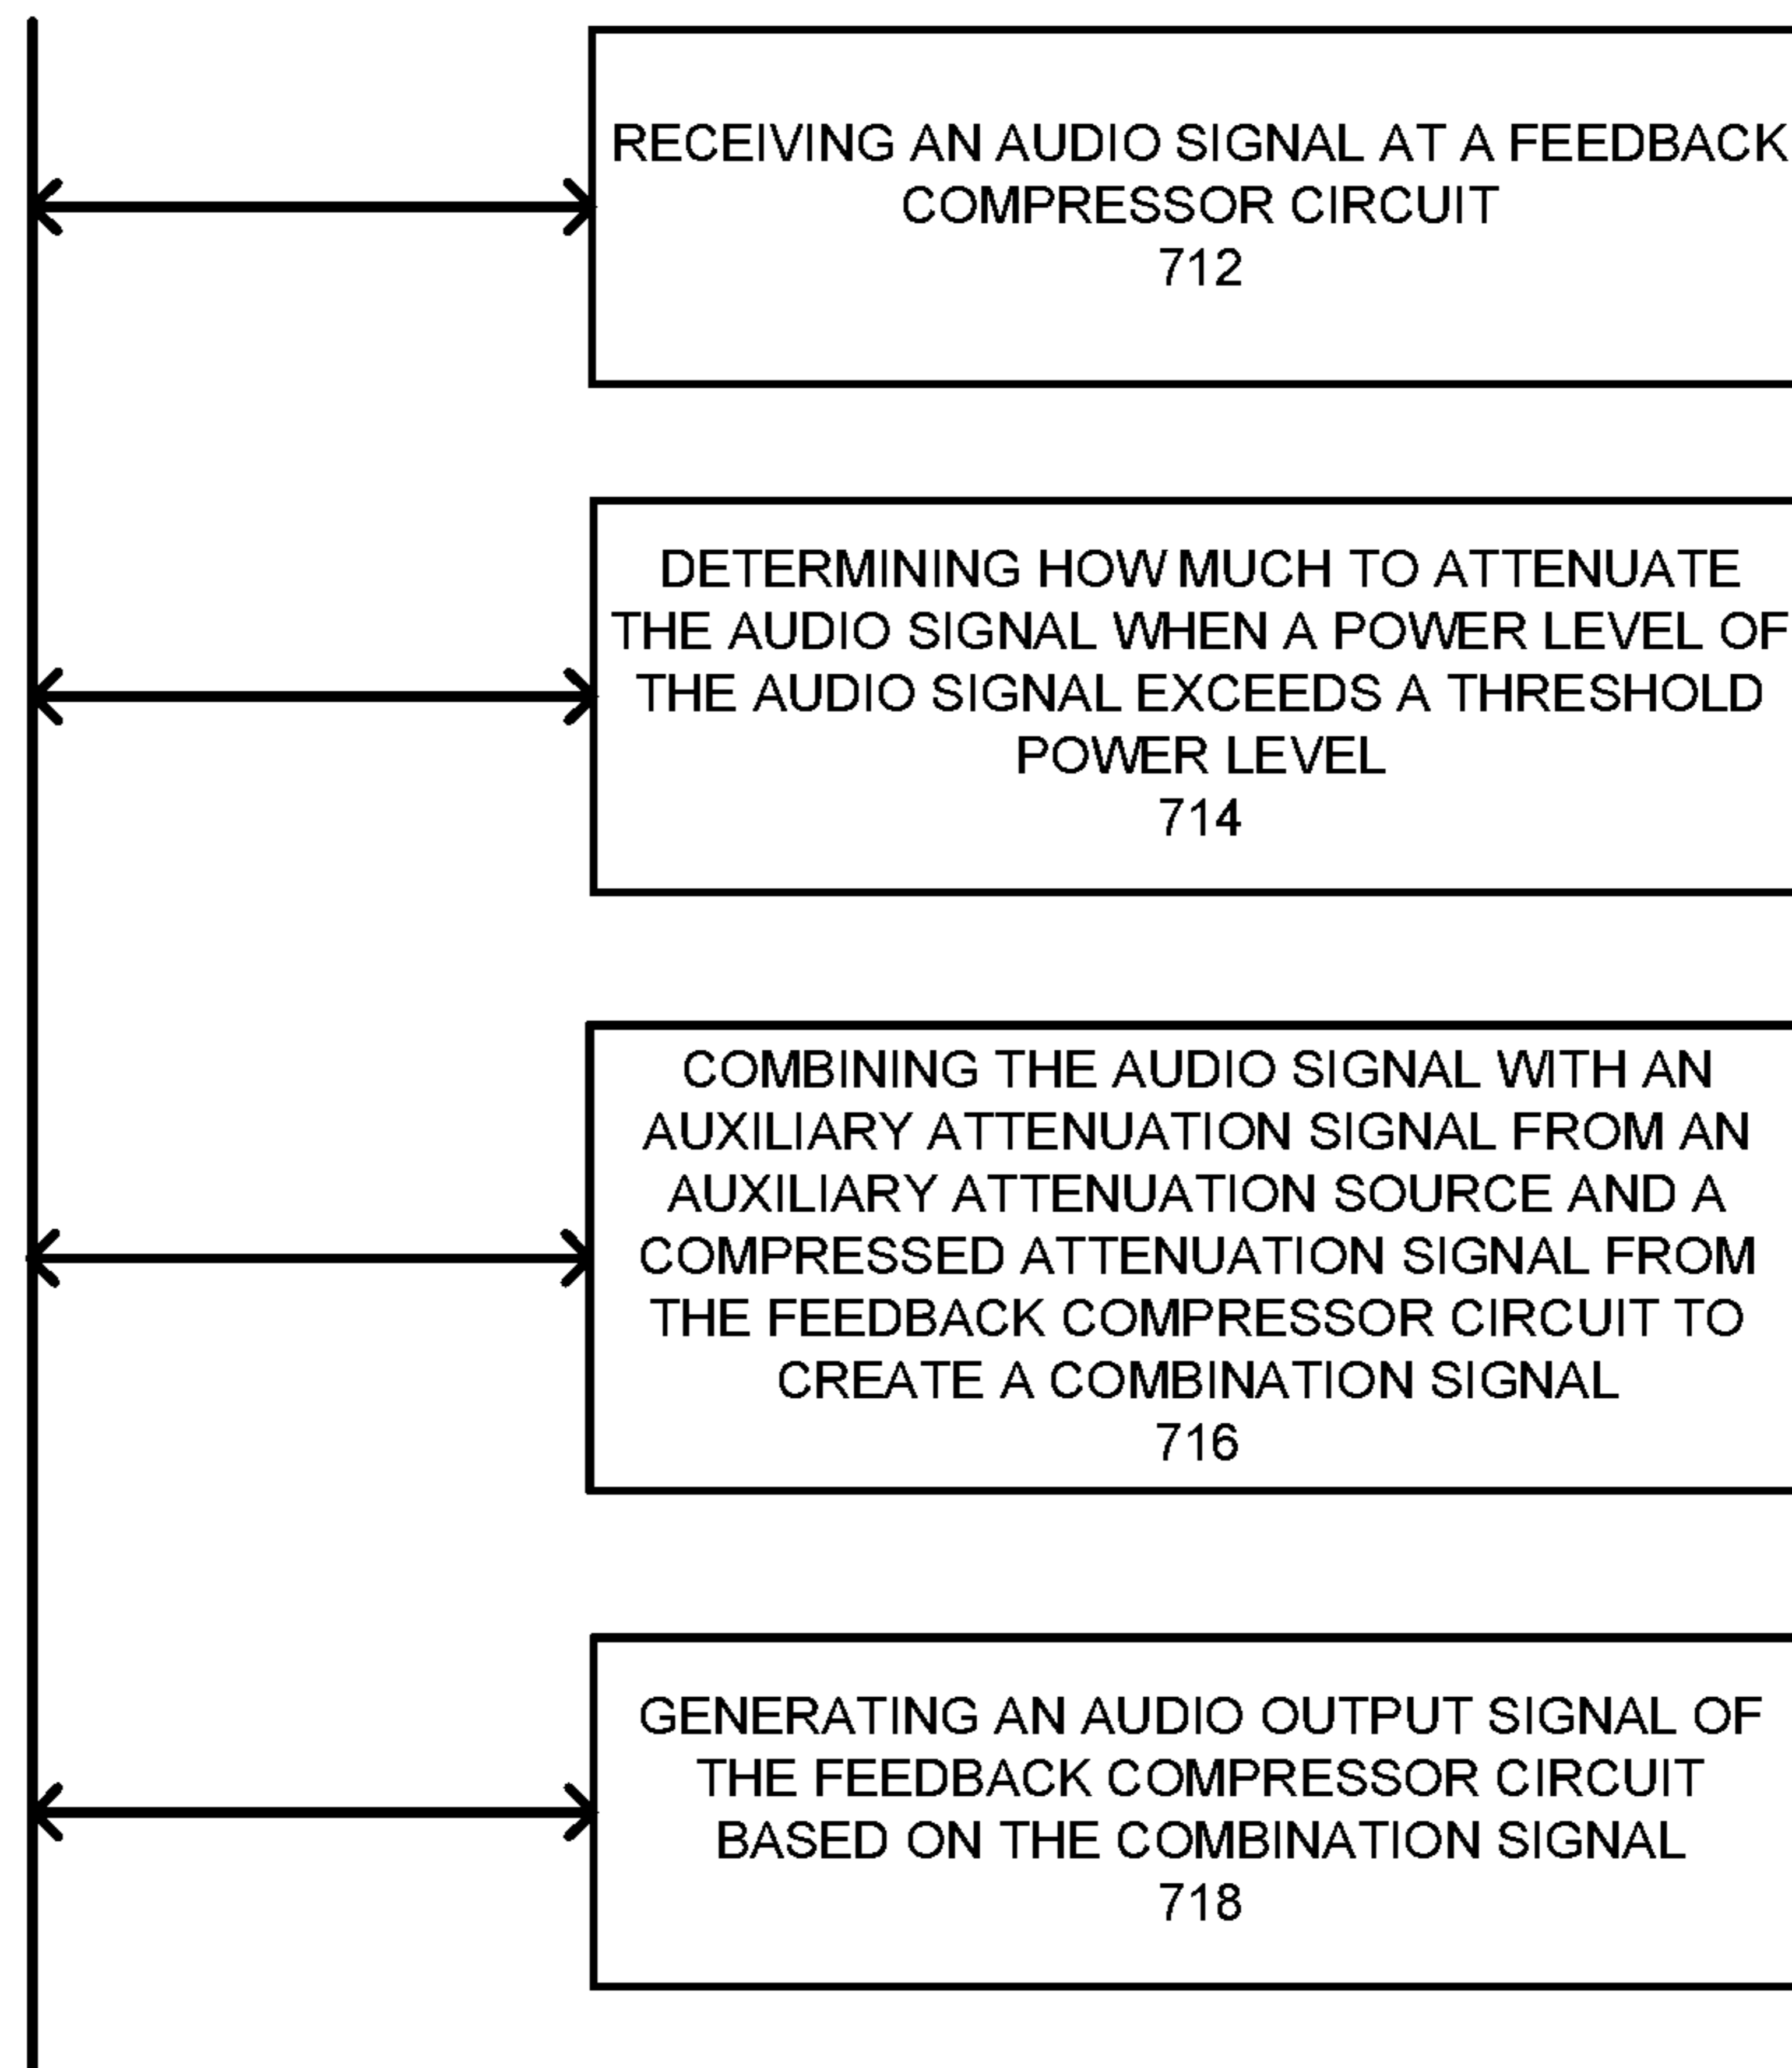 RECEIVING AN AUDIO SIGNAL AT A FEEDBACK
COMPRESSOR CIRCUIT
712
DETERMINING HOW MUCH TO ATTENUATE
THE AUDIO SIGNAL WHEN A POWER LEVEL OF
THE AUDIO SIGNAL EXCEEDS A THRESHOLD
POWER LEVEL
714
COMBINING THE AUDIO SIGNAL WITH AN
AUXILIARY ATTENUATION SIGNAL FROM AN
AUXILIARY ATTENUATION SOURCE AND A
COMPRESSED ATTENUATION SIGNAL FROM
THE FEEDBACK COMPRESSOR CIRCUIT TO
CREATE A COMBINATION SIGNAL
716
GENERATING AN AUDIO OUTPUT SIGNAL OF
THE FEEDBACK COMPRESSOR CIRCUIT
BASED ON THE COMBINATION SIGNAL
718